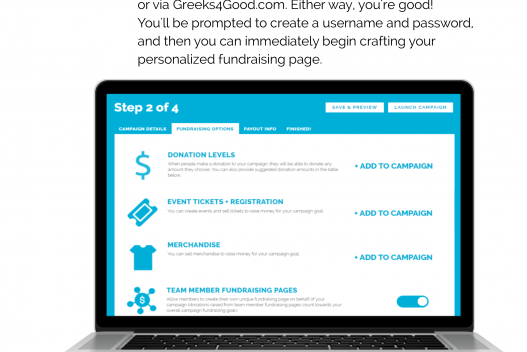 or via Greeks4Good.com. Either way, you're good!
You'll be prompted to create a username and password,
and then you can immediately begin crafting your
personalized fundraising page.
Step 2 of 4
SAVE & PREVIEW
LAUNCH CAMPAIGN
CAMPAIGN DETAILS
FUNDRAISING OPTIONS
PAYOUT INFO
FINISHED!
DONATION LEVELS
When people make a donation to your campaign, they will be able to donate any
amount they choose. You can also provide suggested donation amounts in the table
below.
+ ADD TO CAMPAIGN
EVENT TICKETS + REGISTRATION
You can create events and sell tickets to raise money for your campaign goal.
+ ADD TO CAMPAIGN
MERCHANDISE
You can sell merchandise to raise money for your campaign goal.
+ ADD TO CAMPAIGN
TEAM MEMBER FUNDRAISING PAGES
Allow members to create their own unique fundraising page on behalf of your
campaign (donations raised from team member fundraising pages count towards your
overall campaign fundraising goal).